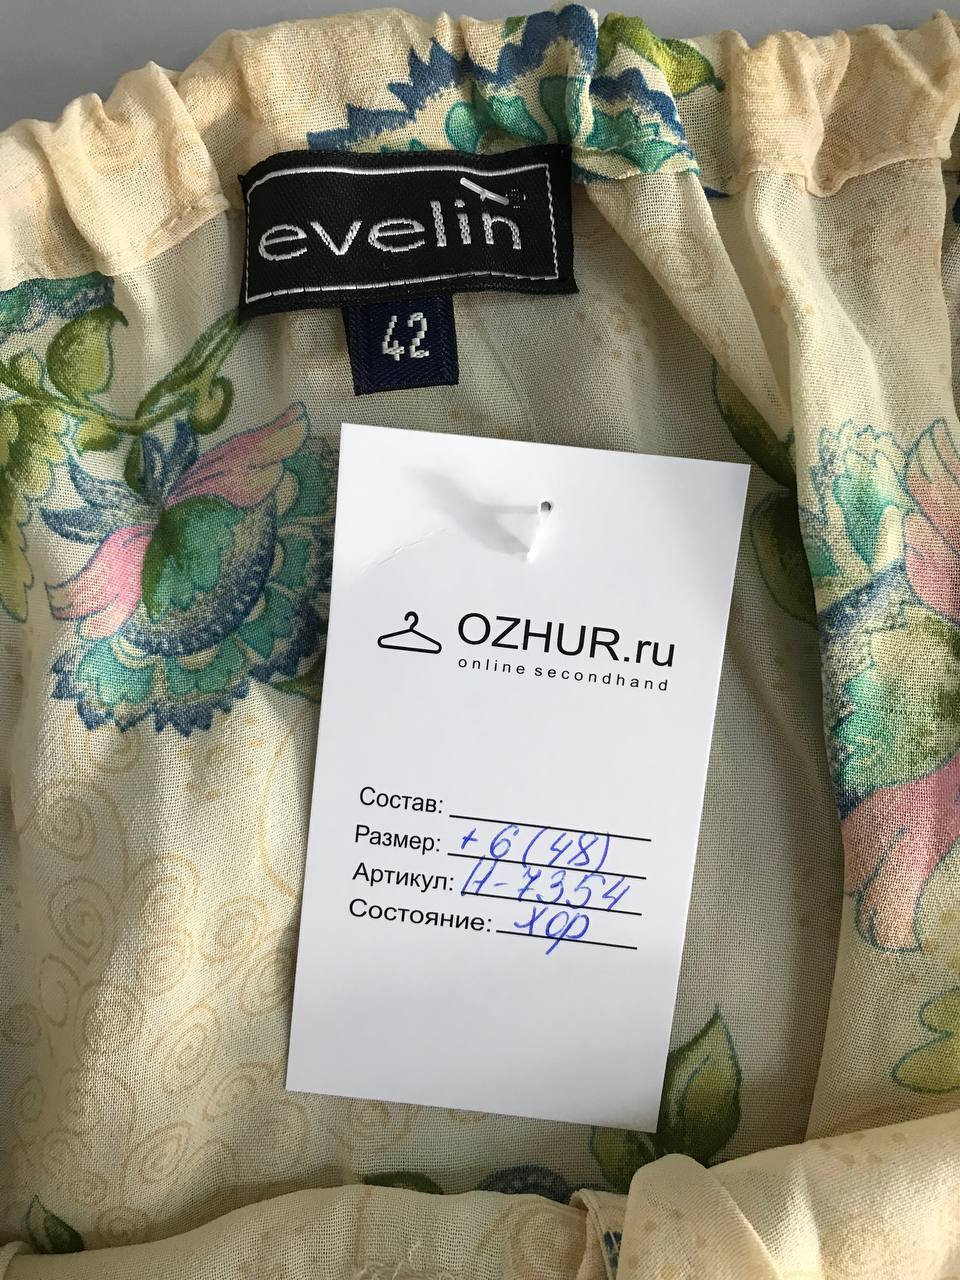 evelin
42
OZHUR.ru
online secondhand
Состав:
Размер: +6 (48)
Артикул: Н-7354
Состояние: хор